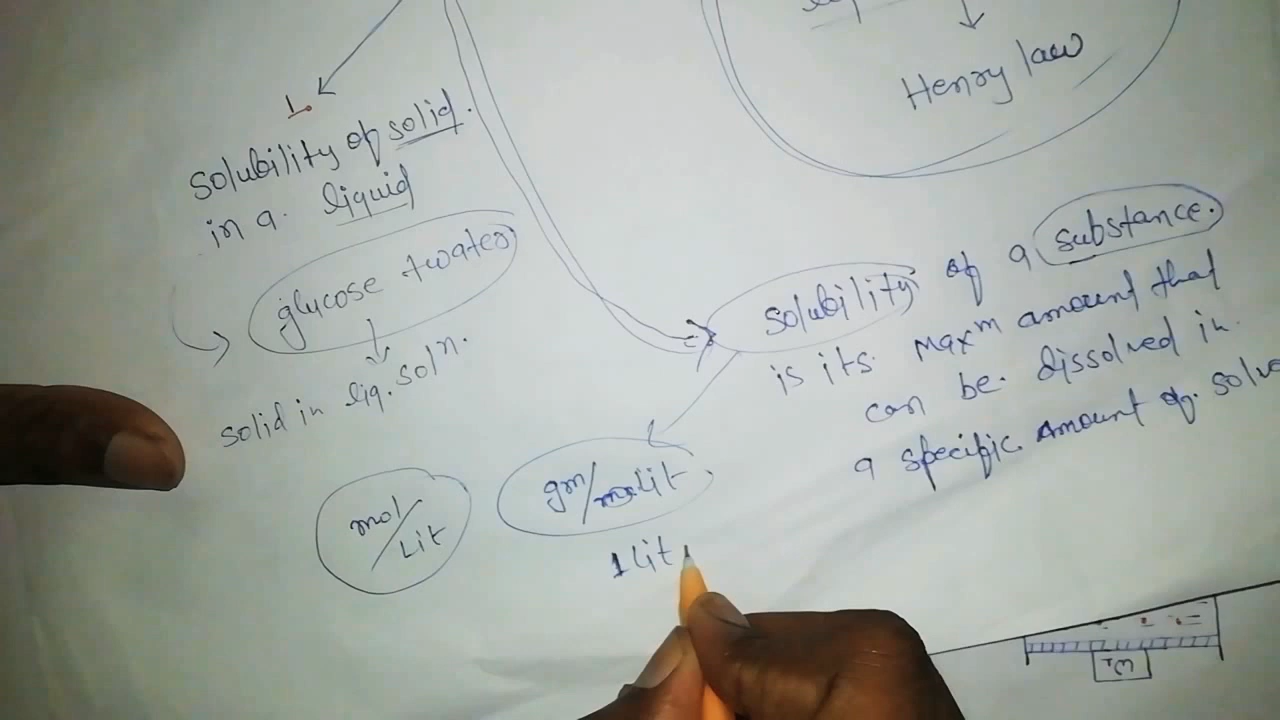 Henry law
1.
solubility of solid.
in a. liquid
glucose +water
solid in liq. solⁿ.
solubility of a substance.
is its. maxᵐ amount that
can be. dissolved in.
a specific. Amount of. solve
gm/Lit
mol/Lit
1 Lit